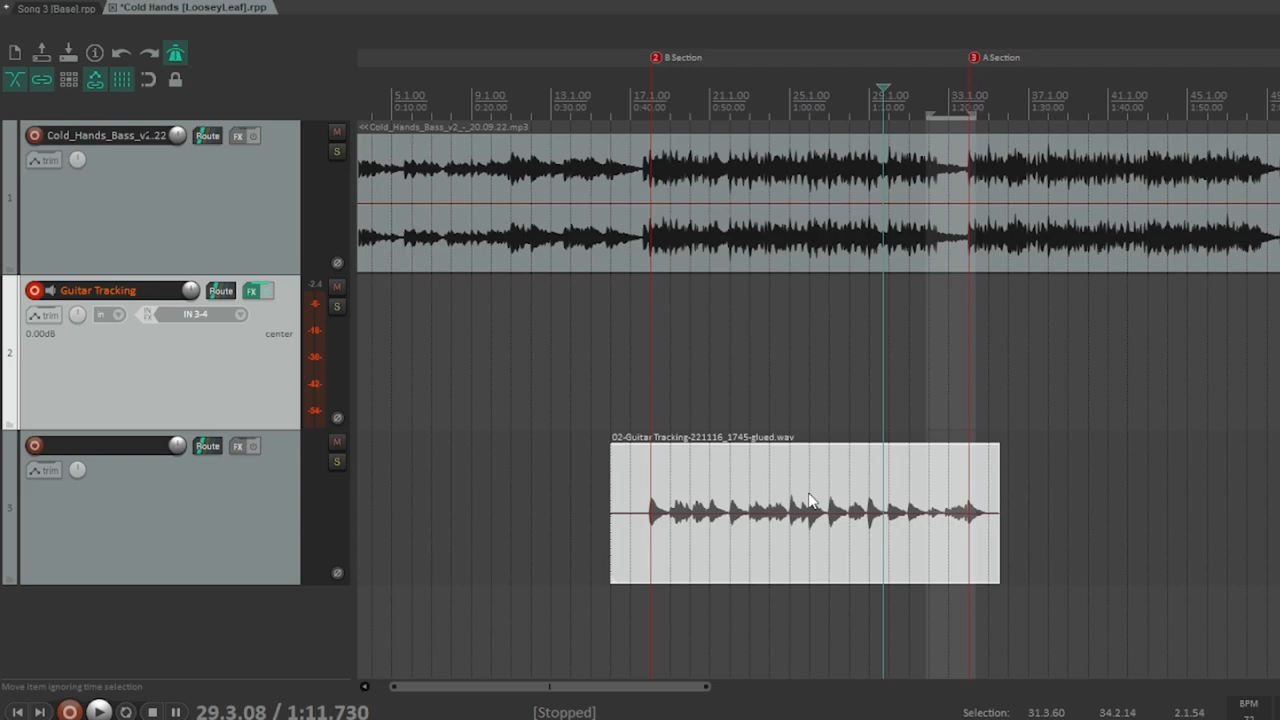 Song 3 [Base].rpp
*Cold Hands [LooseyLeaf].rpp
2 B Section
3 A Section
5.1.00 9.1.00 13.1.00 17.1.00 21.1.00 25.1.00 29.1.00 33.1.00 37.1.00 41.1.00 45.1.00
0:10.00 0:20.00 0:30.00 0:40.00 0:50.00 1:00.00 1:20.00 1:30.00 1:40.00 1:50.00
<<Cold_Hands_Bass_v2_-_20.09.22.mp3
1
Cold_Hands_Bass_v2.22 Route FX M
trim S
2
Guitar Tracking Route FX -2.4 M
trim in IN FX IN 3-4 -6- S
0.00dB center -18-
-36-
-42-
-54-
02-Guitar Tracking-221116_1745-glued.wav
3
Route FX M
trim S
Move item ignoring time selection
29.3.08 / 1:11.730 [Stopped] Selection: 31.3.60 34.2.14 2.1.54 BPM